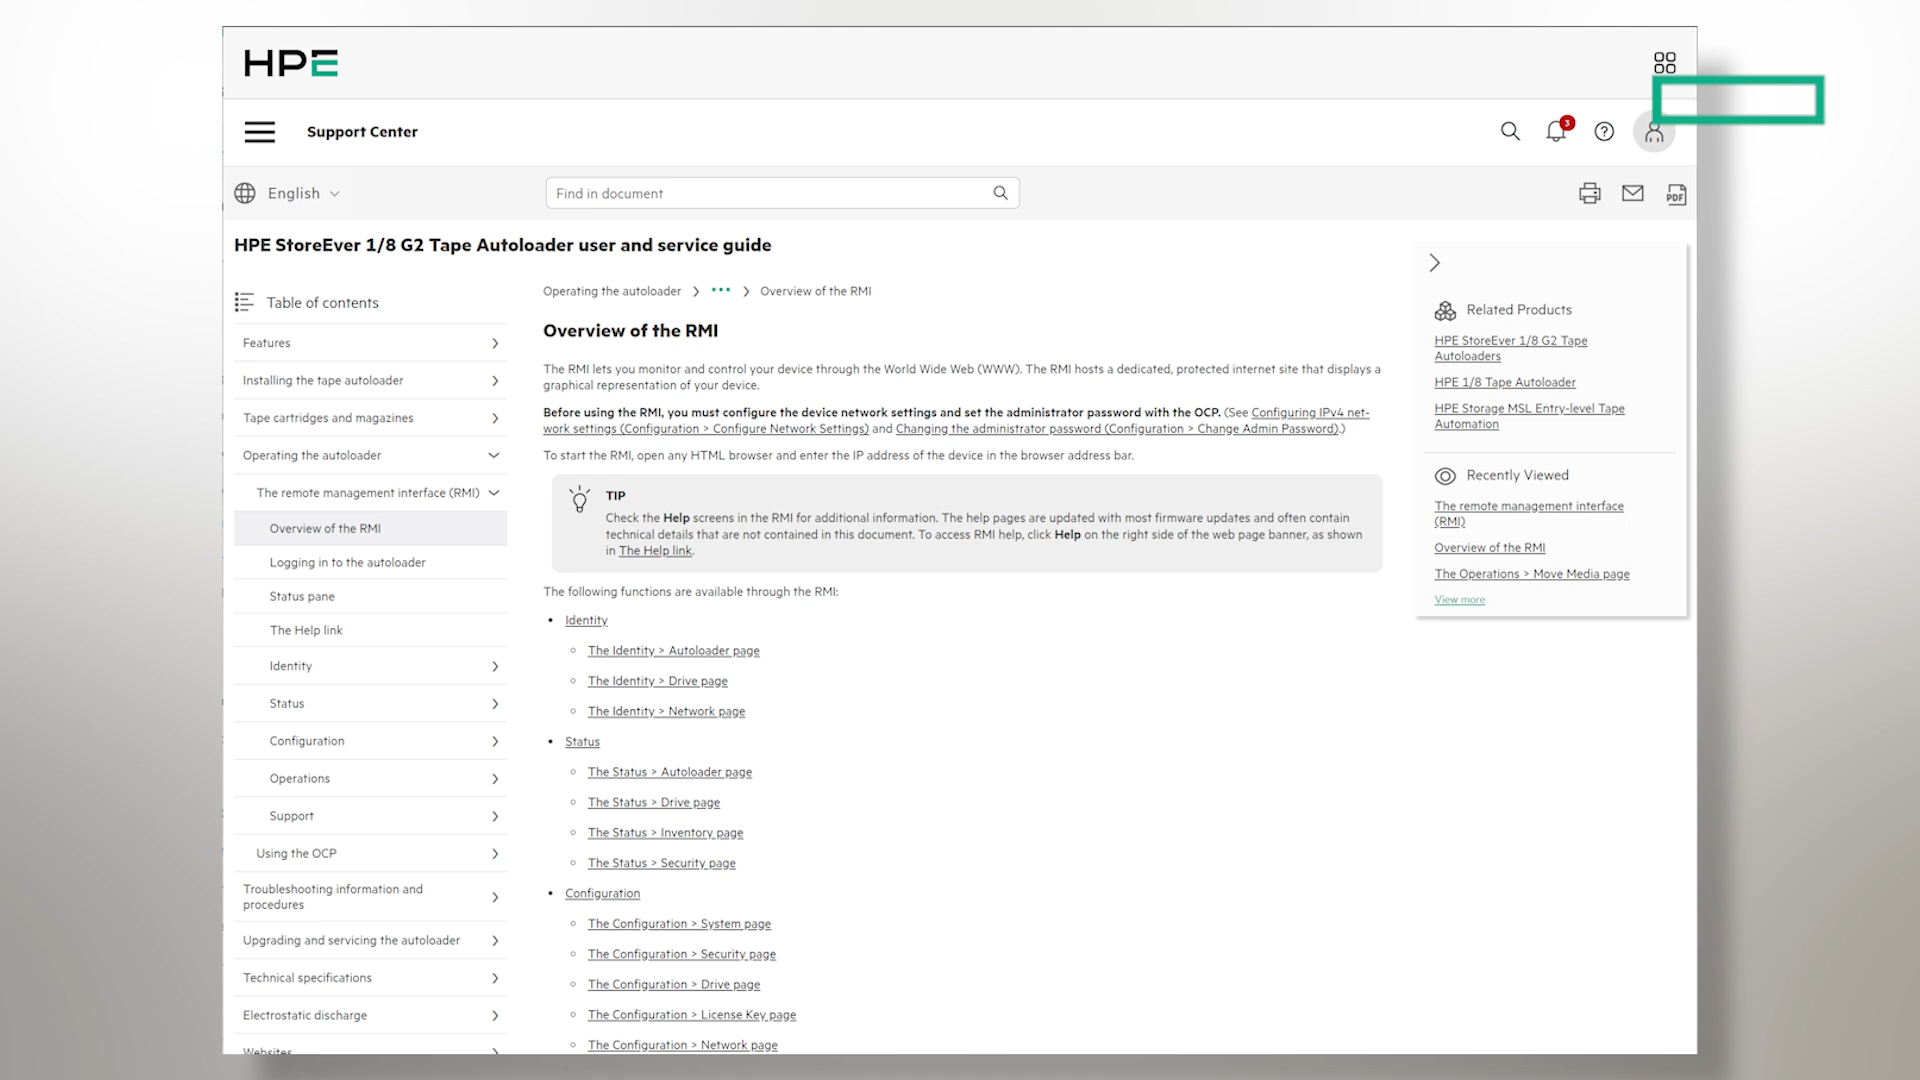 HPE
Support Center
3
English
Find in document
PDF
HPE StoreEver 1/8 G2 Tape Autoloader user and service guide
Table of contents
Features
Installing the tape autoloader
Tape cartridges and magazines
Operating the autoloader
The remote management interface (RMI)
Overview of the RMI
Logging in to the autoloader
Status pane
The Help link
Identity
Status
Configuration
Operations
Support
Using the OCP
Troubleshooting information and
procedures
Upgrading and servicing the autoloader
Technical specifications
Electrostatic discharge
Websites
Operating the autoloader > ••• > Overview of the RMI
Overview of the RMI
The RMI lets you monitor and control your device through the World Wide Web (WWW). The RMI hosts a dedicated, protected internet site that displays a
graphical representation of your device.
Before using the RMI, you must configure the device network settings and set the administrator password with the OCP. (See Configuring IPv4 net-
work settings (Configuration > Configure Network Settings) and Changing the administrator password (Configuration > Change Admin Password).)
To start the RMI, open any HTML browser and enter the IP address of the device in the browser address bar.
TIP
Check the Help screens in the RMI for additional information. The help pages are updated with most firmware updates and often contain
technical details that are not contained in this document. To access RMI help, click Help on the right side of the web page banner, as shown
in The Help link.
The following functions are available through the RMI:
• Identity
◦ The Identity > Autoloader page
◦ The Identity > Drive page
◦ The Identity > Network page
• Status
◦ The Status > Autoloader page
◦ The Status > Drive page
◦ The Status > Inventory page
◦ The Status > Security page
• Configuration
◦ The Configuration > System page
◦ The Configuration > Security page
◦ The Configuration > Drive page
◦ The Configuration > License Key page
◦ The Configuration > Network page
Related Products
HPE StoreEver 1/8 G2 Tape
Autoloaders
HPE 1/8 Tape Autoloader
HPE Storage MSL Entry-level Tape
Automation
Recently Viewed
The remote management interface
(RMI)
Overview of the RMI
The Operations > Move Media page
View more